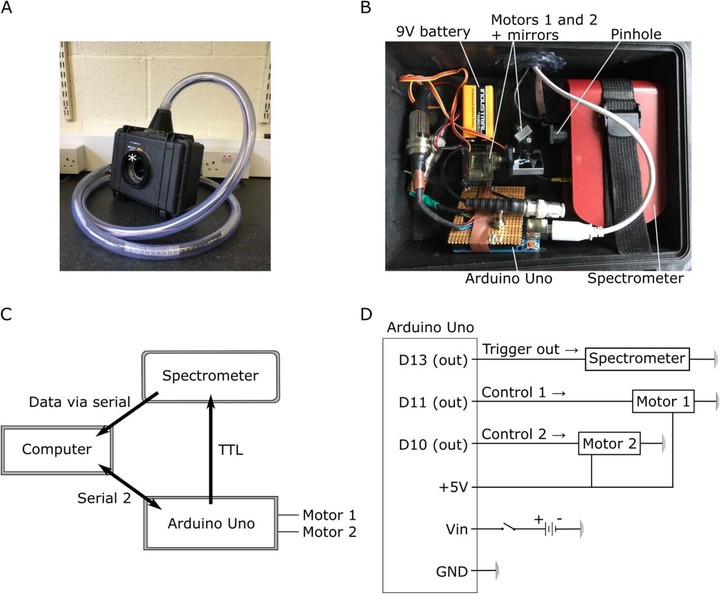 A
B
9V battery
Motors 1 and 2
+ mirrors
Pinhole
*
INDUSTRIAL
Arduino Uno
Spectrometer
C
Spectrometer
Data via serial
Computer
TTL
Serial 2
Arduino Uno
Motor 1
Motor 2
D
Arduino Uno
D13 (out)
Trigger out →
Spectrometer
D11 (out)
Control 1 →
Motor 1
D10 (out)
Control 2 →
Motor 2
+5V
Vin
+ -
GND